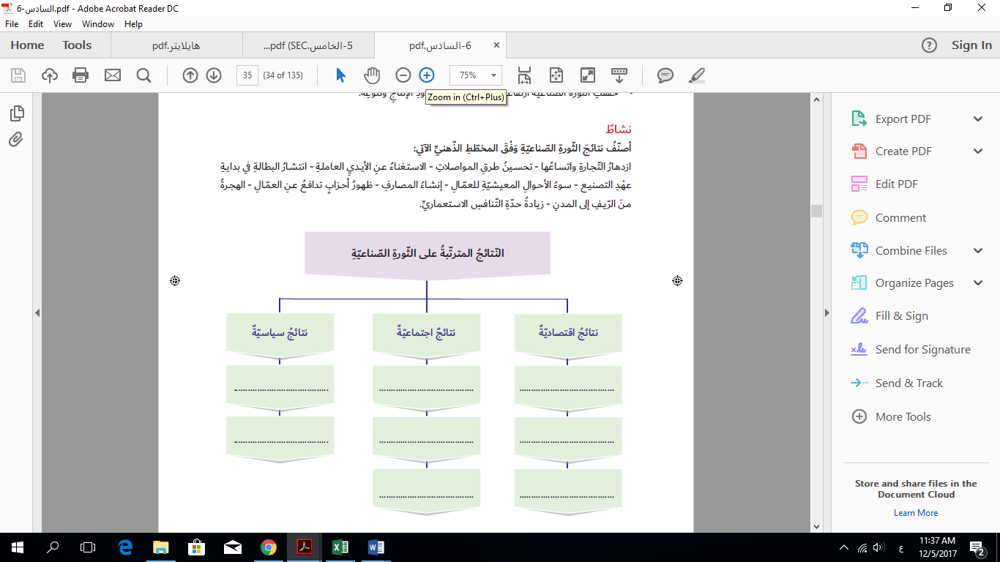 6-السادس.pdf - Adobe Acrobat Reader DC
File Edit View Window Help
Home Tools هايلايتر.pdf 5-الخامس.pdf (SEC... 6-السادس.pdf Sign In
35 (34 of 135) 75%
Zoom in (Ctrl+Plus)
نشاطٌ
أصنّفُ نتائجَ الثّورةِ الصّناعيّةِ وَفْقَ المخطّطِ الذّهنيِّ الآتي:
ازدهارُ التّجارةِ واتساعُها - تحسينُ طرقِ المواصلاتِ - الاستغناءُ عنِ الأيدي العاملةِ - انتشارُ البطالةِ في بدايةِ
عهْدِ التصنيع - سوءُ الأحوالِ المعيشيّةِ للعمّالِ - إنشاءُ المصارفِ - ظهورُ أحزابٍ تدافعُ عنِ العمّالِ - الهجرةُ
منَ الرّيفِ إلى المدنِ - زيادةُ حدّةِ التّنافسِ الاستعماريِّ.
النّتائجُ المترتّبةُ على الثّورةِ الصّناعيّةِ
نتائجُ اقتصاديّةٌ
نتائجٌ اجتماعيّةٌ
نتائجُ سياسيّةٌ
Export PDF
Create PDF
Edit PDF
Comment
Combine Files
Organize Pages
Fill & Sign
Send for Signature
Send & Track
More Tools
Store and share files in the
Document Cloud
Learn More
ع 11:37 AM
12/5/2017 2